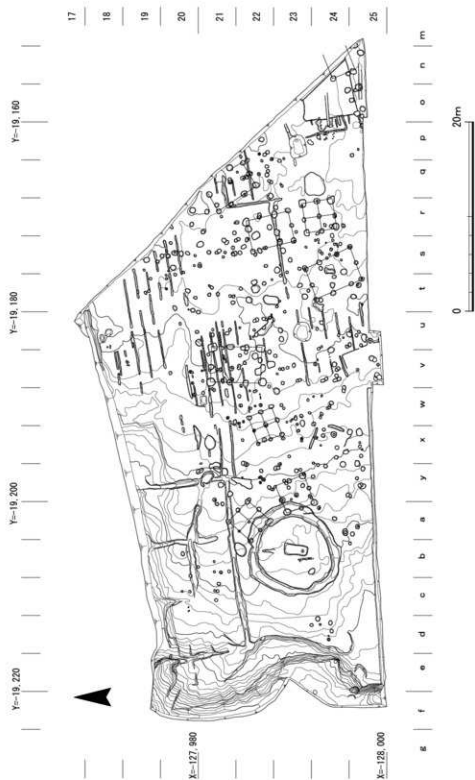 Y=-19,220 Y=-19,200 Y=-19,180 Y=-19,160
17
18
19
20
X=-127,980
21
22
23
24
25
X=-128,000
g f e d c b a y x w v u t s r q p o n m
0 20m